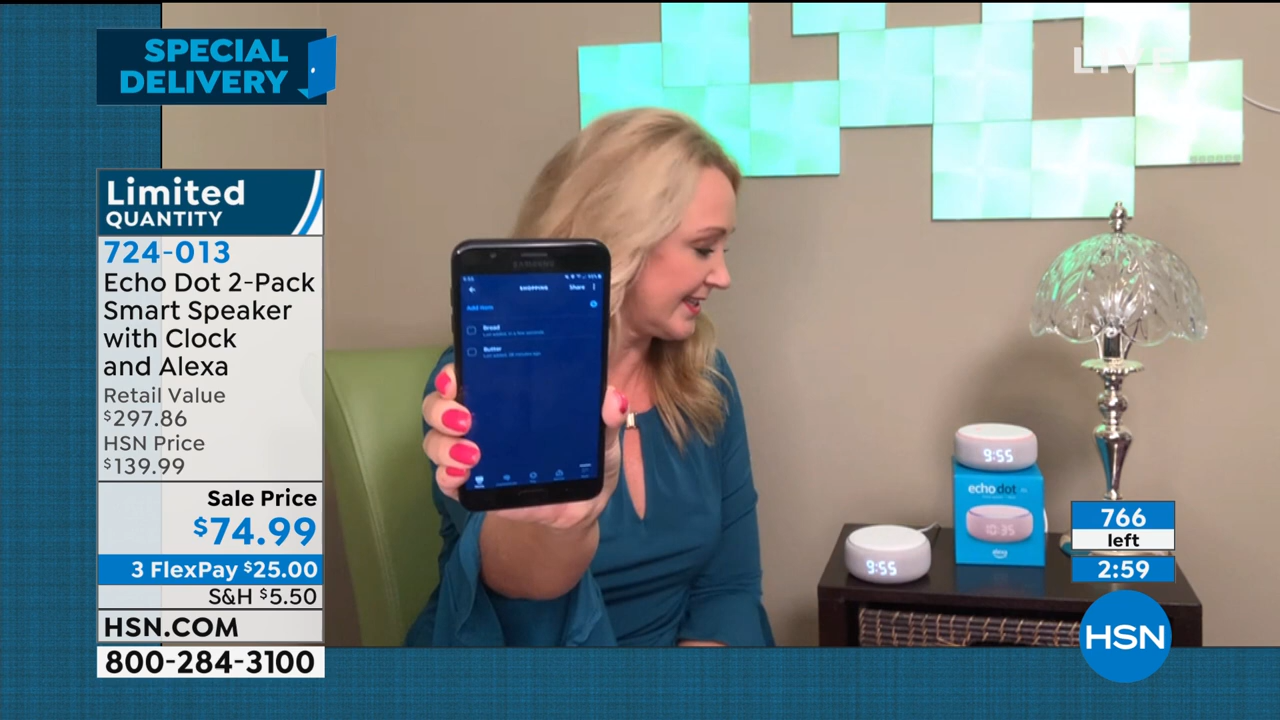 SPECIAL
DELIVERY
LIVE
Limited
QUANTITY
724-013
Echo Dot 2-Pack
Smart Speaker
with Clock
and Alexa
Retail Value
$297.86
HSN Price
$139.99
Sale Price
$74.99
3 FlexPay $25.00
S&H $5.50
HSN.COM
800-284-3100
SAMSUNG
9:55
SHOPPING
Share
Add item
Bread
Butter
9:55
echo dot
10:35
alexa
9:55
766
left
2:59
HSN